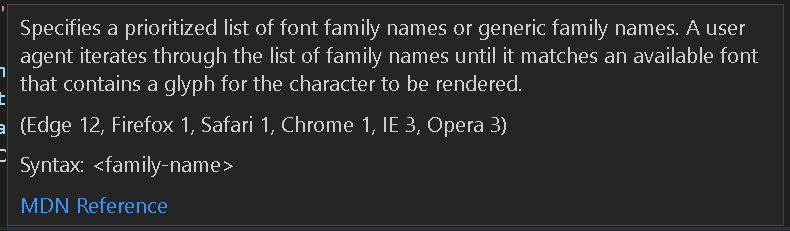 Specifies a prioritized list of font family names or generic family names. A user
agent iterates through the list of family names until it matches an available font
that contains a glyph for the character to be rendered.
(Edge 12, Firefox 1, Safari 1, Chrome 1, IE 3, Opera 3)
Syntax: <family-name>
MDN Reference